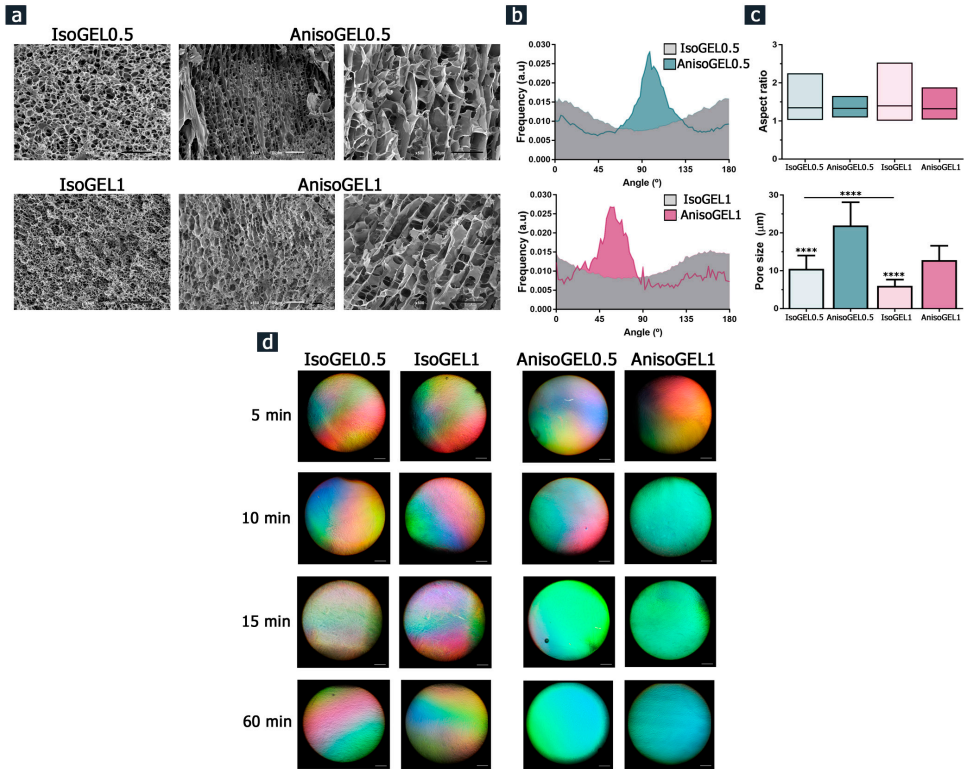 a
IsoGEL0.5
AnisoGEL0.5
IsoGEL1
AnisoGEL1
b
Frequency (a.u)
0.030
0.025
0.020
0.015
0.010
0.005
0.000
0
45
90
135
180
Angle (º)
IsoGEL0.5
AnisoGEL0.5
Frequency (a.u)
0.030
0.025
0.020
0.015
0.010
0.005
0.000
0
45
90
135
180
Angle (º)
IsoGEL1
AnisoGEL1
c
Aspect ratio
3
2
1
0
IsoGEL0.5
AnisoGEL0.5
IsoGEL1
AnisoGEL1
Pore size (μm)
30
20
10
0
****
****
****
IsoGEL0.5
AnisoGEL0.5
IsoGEL1
AnisoGEL1
d
IsoGEL0.5
IsoGEL1
AnisoGEL0.5
AnisoGEL1
5 min
10 min
15 min
60 min